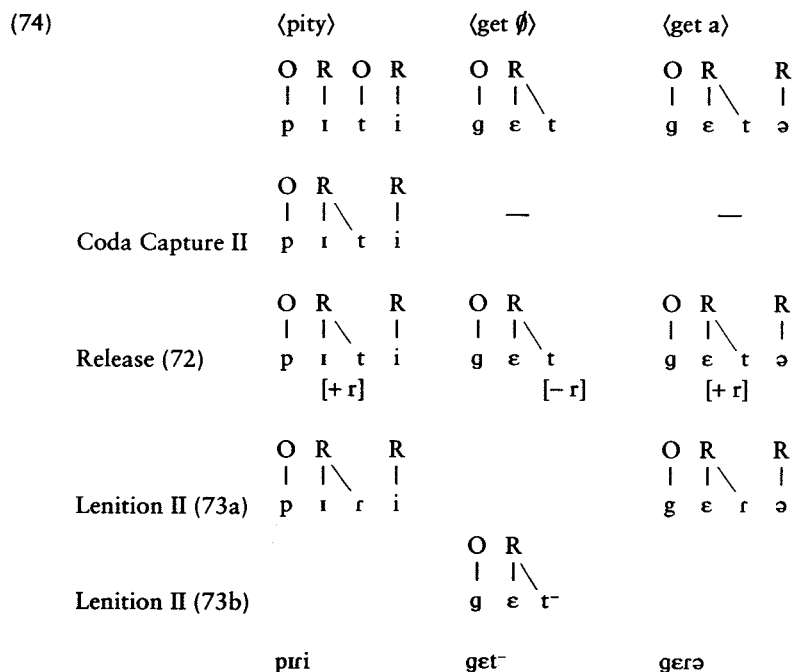 (74) ⟨pity⟩ ⟨get ∅⟩ ⟨get a⟩
O R O R O R O R R
p ɪ t i g ɛ t g ɛ t ə
O R R
Coda Capture II p ɪ t i — —
O R R O R O R R
Release (72) p ɪ t i g ɛ t g ɛ t ə
[+ r] [− r] [+ r]
O R R O R R
Lenition II (73a) p ɪ ɾ i g ɛ ɾ ə
O R
Lenition II (73b) g ɛ t⁻
pɪɾi gɛt⁻ gɛɾə